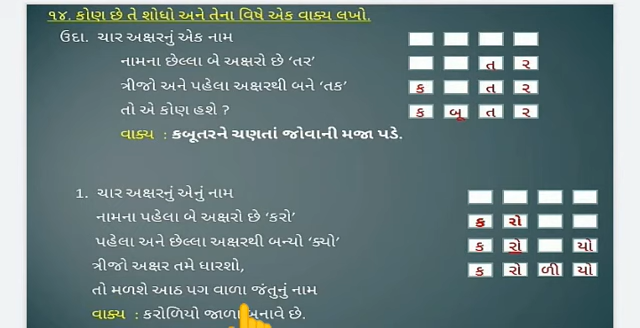 ૧૪. કોણ છે તે શોધો અને તેના વિષે એક વાક્ય લખો.
ઉદા. ચાર અક્ષરનું એક નામ
નામના છેલ્લા બે અક્ષરો છે ‘તર’
ત ર
ત્રીજો અને પહેલા અક્ષરથી બને ‘તક’
ક ત ર
તો એ કોણ હશે ?
ક બૂ ત ર
વાક્ય : કબૂતરને ચણતાં જોવાની મજા પડે.
1. ચાર અક્ષરનું એનું નામ
નામના પહેલા બે અક્ષરો છે ‘કરો’
ક રો
પહેલા અને છેલ્લા અક્ષરથી બન્યો ‘ક્યો’
ક રો યો
ત્રીજો અક્ષર તમે ધારશો,
ક રો ળી યો
તો મળશે આઠ પગ વાળા જંતુનું નામ
વાક્ય : કરોળિયો જાળા બનાવે છે.